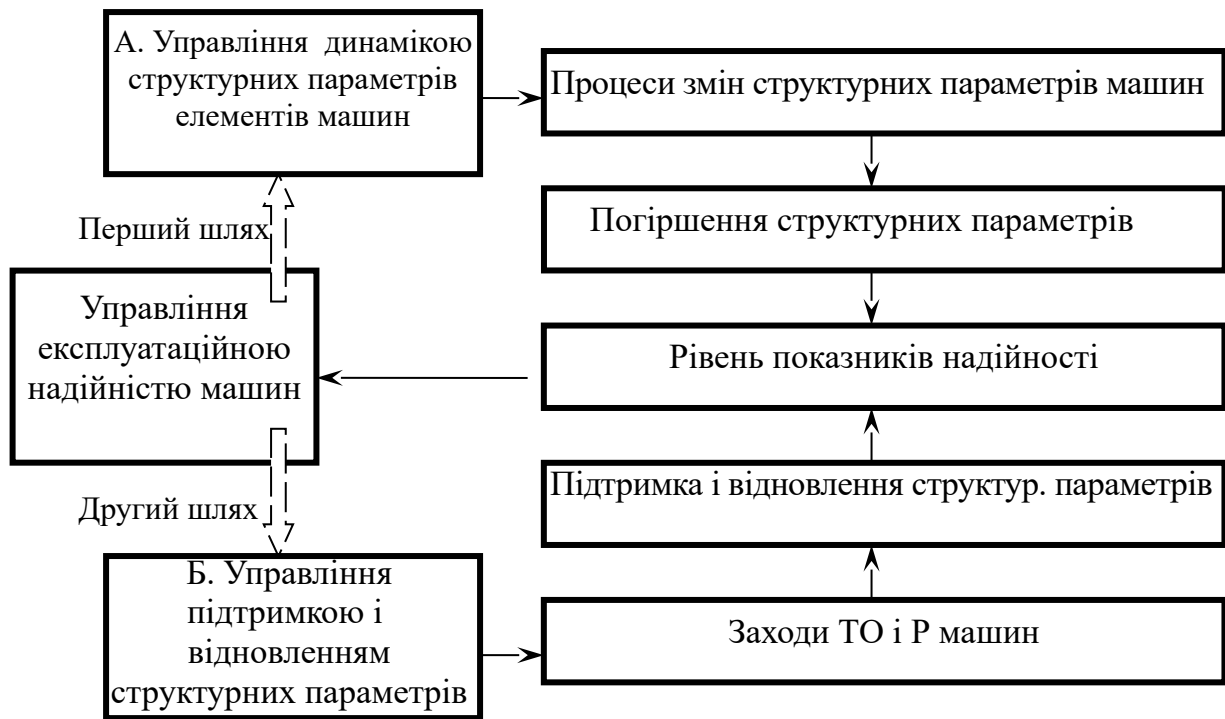 А. Управління динамікою
структурних параметрів
елементів машин
Процеси змін структурних параметрів машин
Погіршення структурних параметрів
Перший шлях
Управління
експлуатаційною
надійністю машин
Рівень показників надійності
Підтримка і відновлення структур. параметрів
Другий шлях
Б. Управління
підтримкою і
відновленням
структурних параметрів
Заходи ТО і Р машин